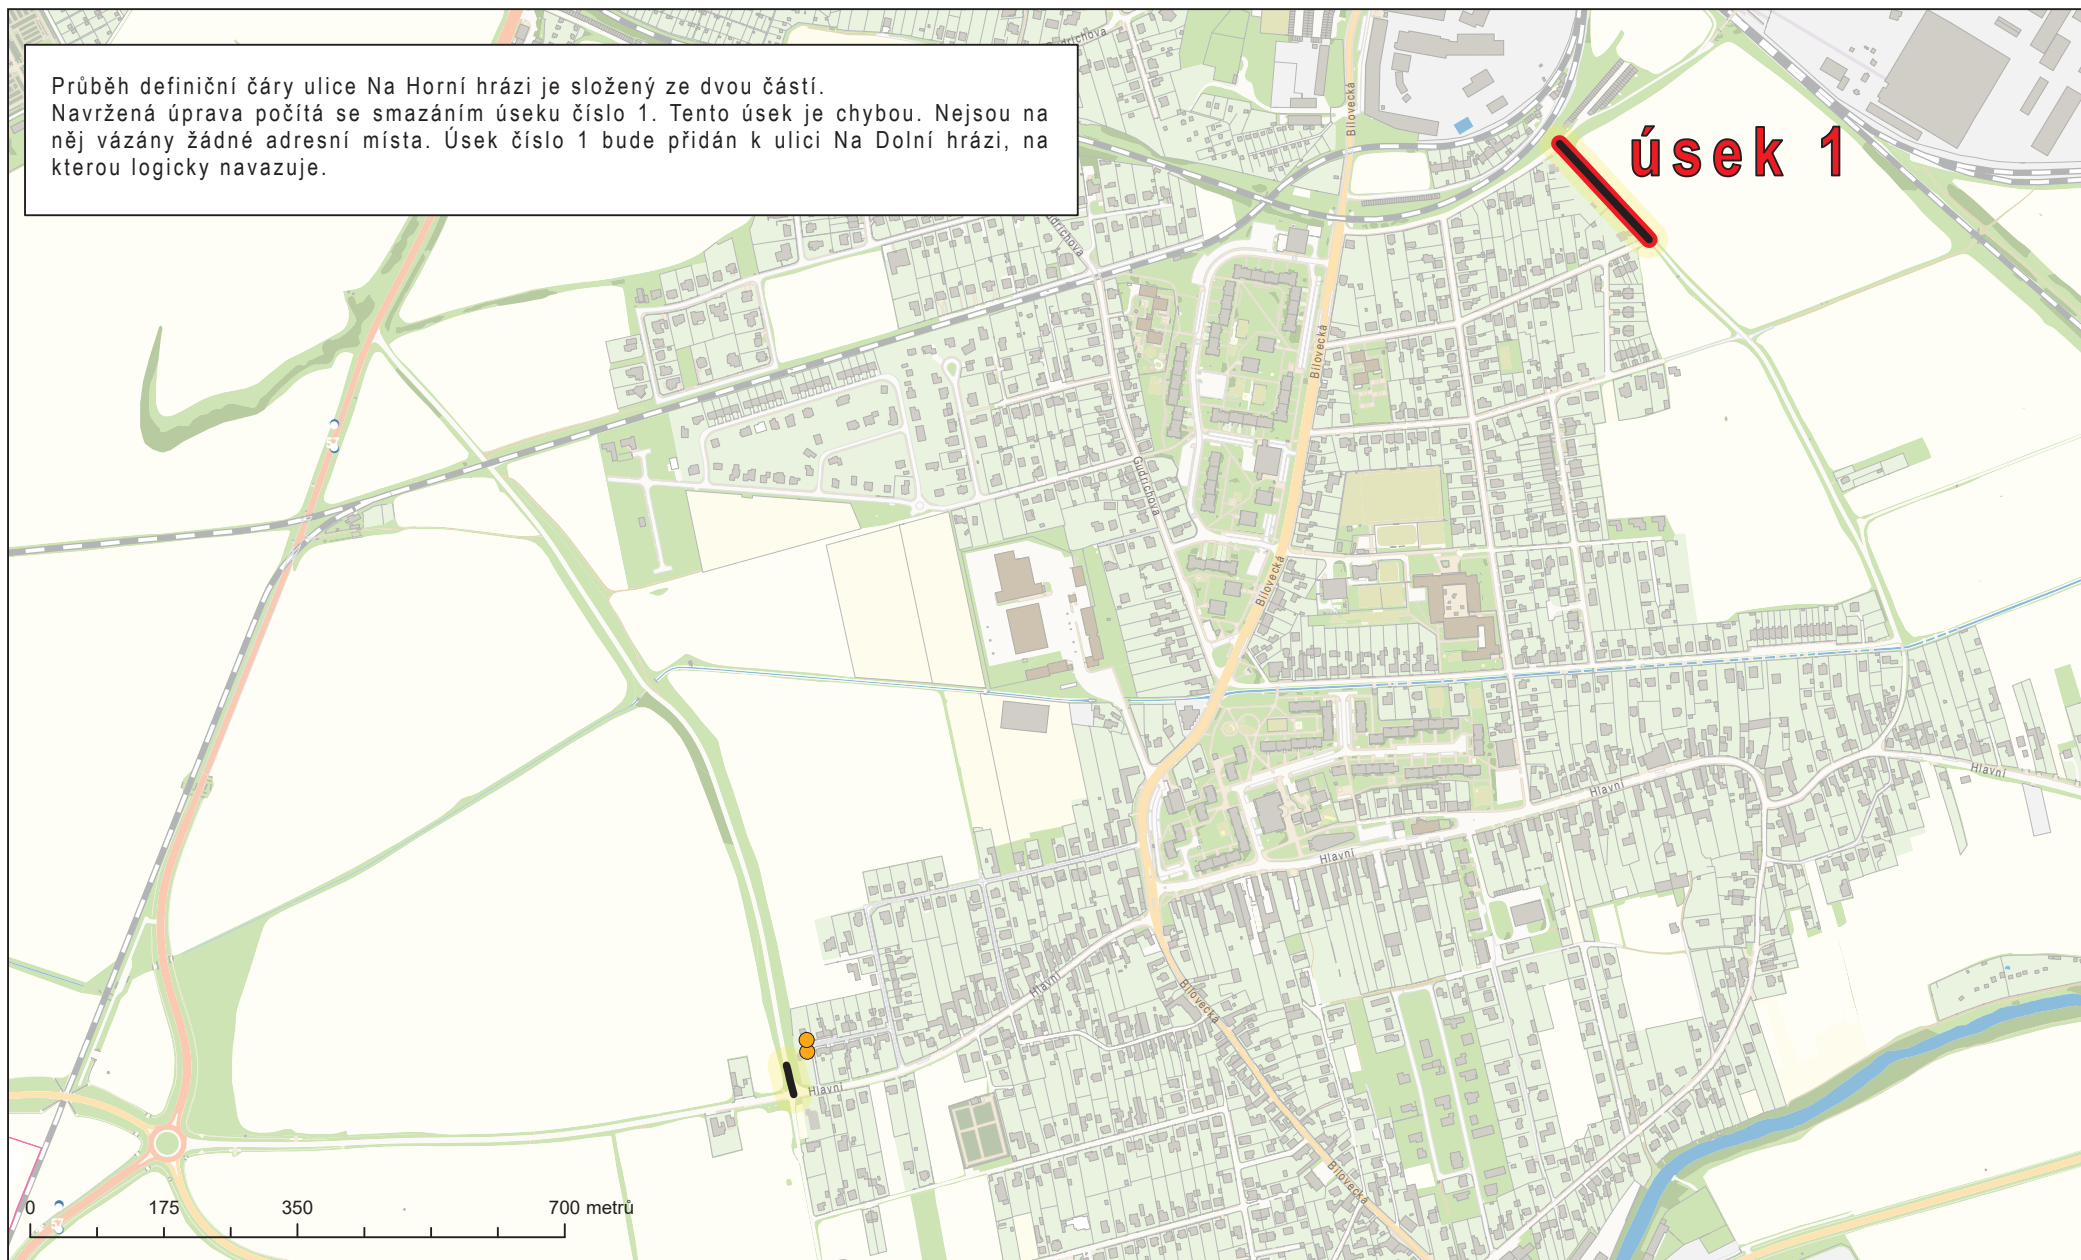 Průběh definiční čáry ulice Na Horní hrázi je složený ze dvou částí.
Navržená úprava počítá se smazáním úseku číslo 1. Tento úsek je chybou. Nejsou na
něj vázány žádné adresní místa. Úsek číslo 1 bude přidán k ulici Na Dolní hrázi, na
kterou logicky navazuje.
Bílovecká
úsek 1
Bílovecká
Gudrichova
Bílovecká
Hlavní
Hlavní
Hlavní
Hlavní
Bílovecká
Hlavní
Bílovecká
0 175 350 700 metrů
57